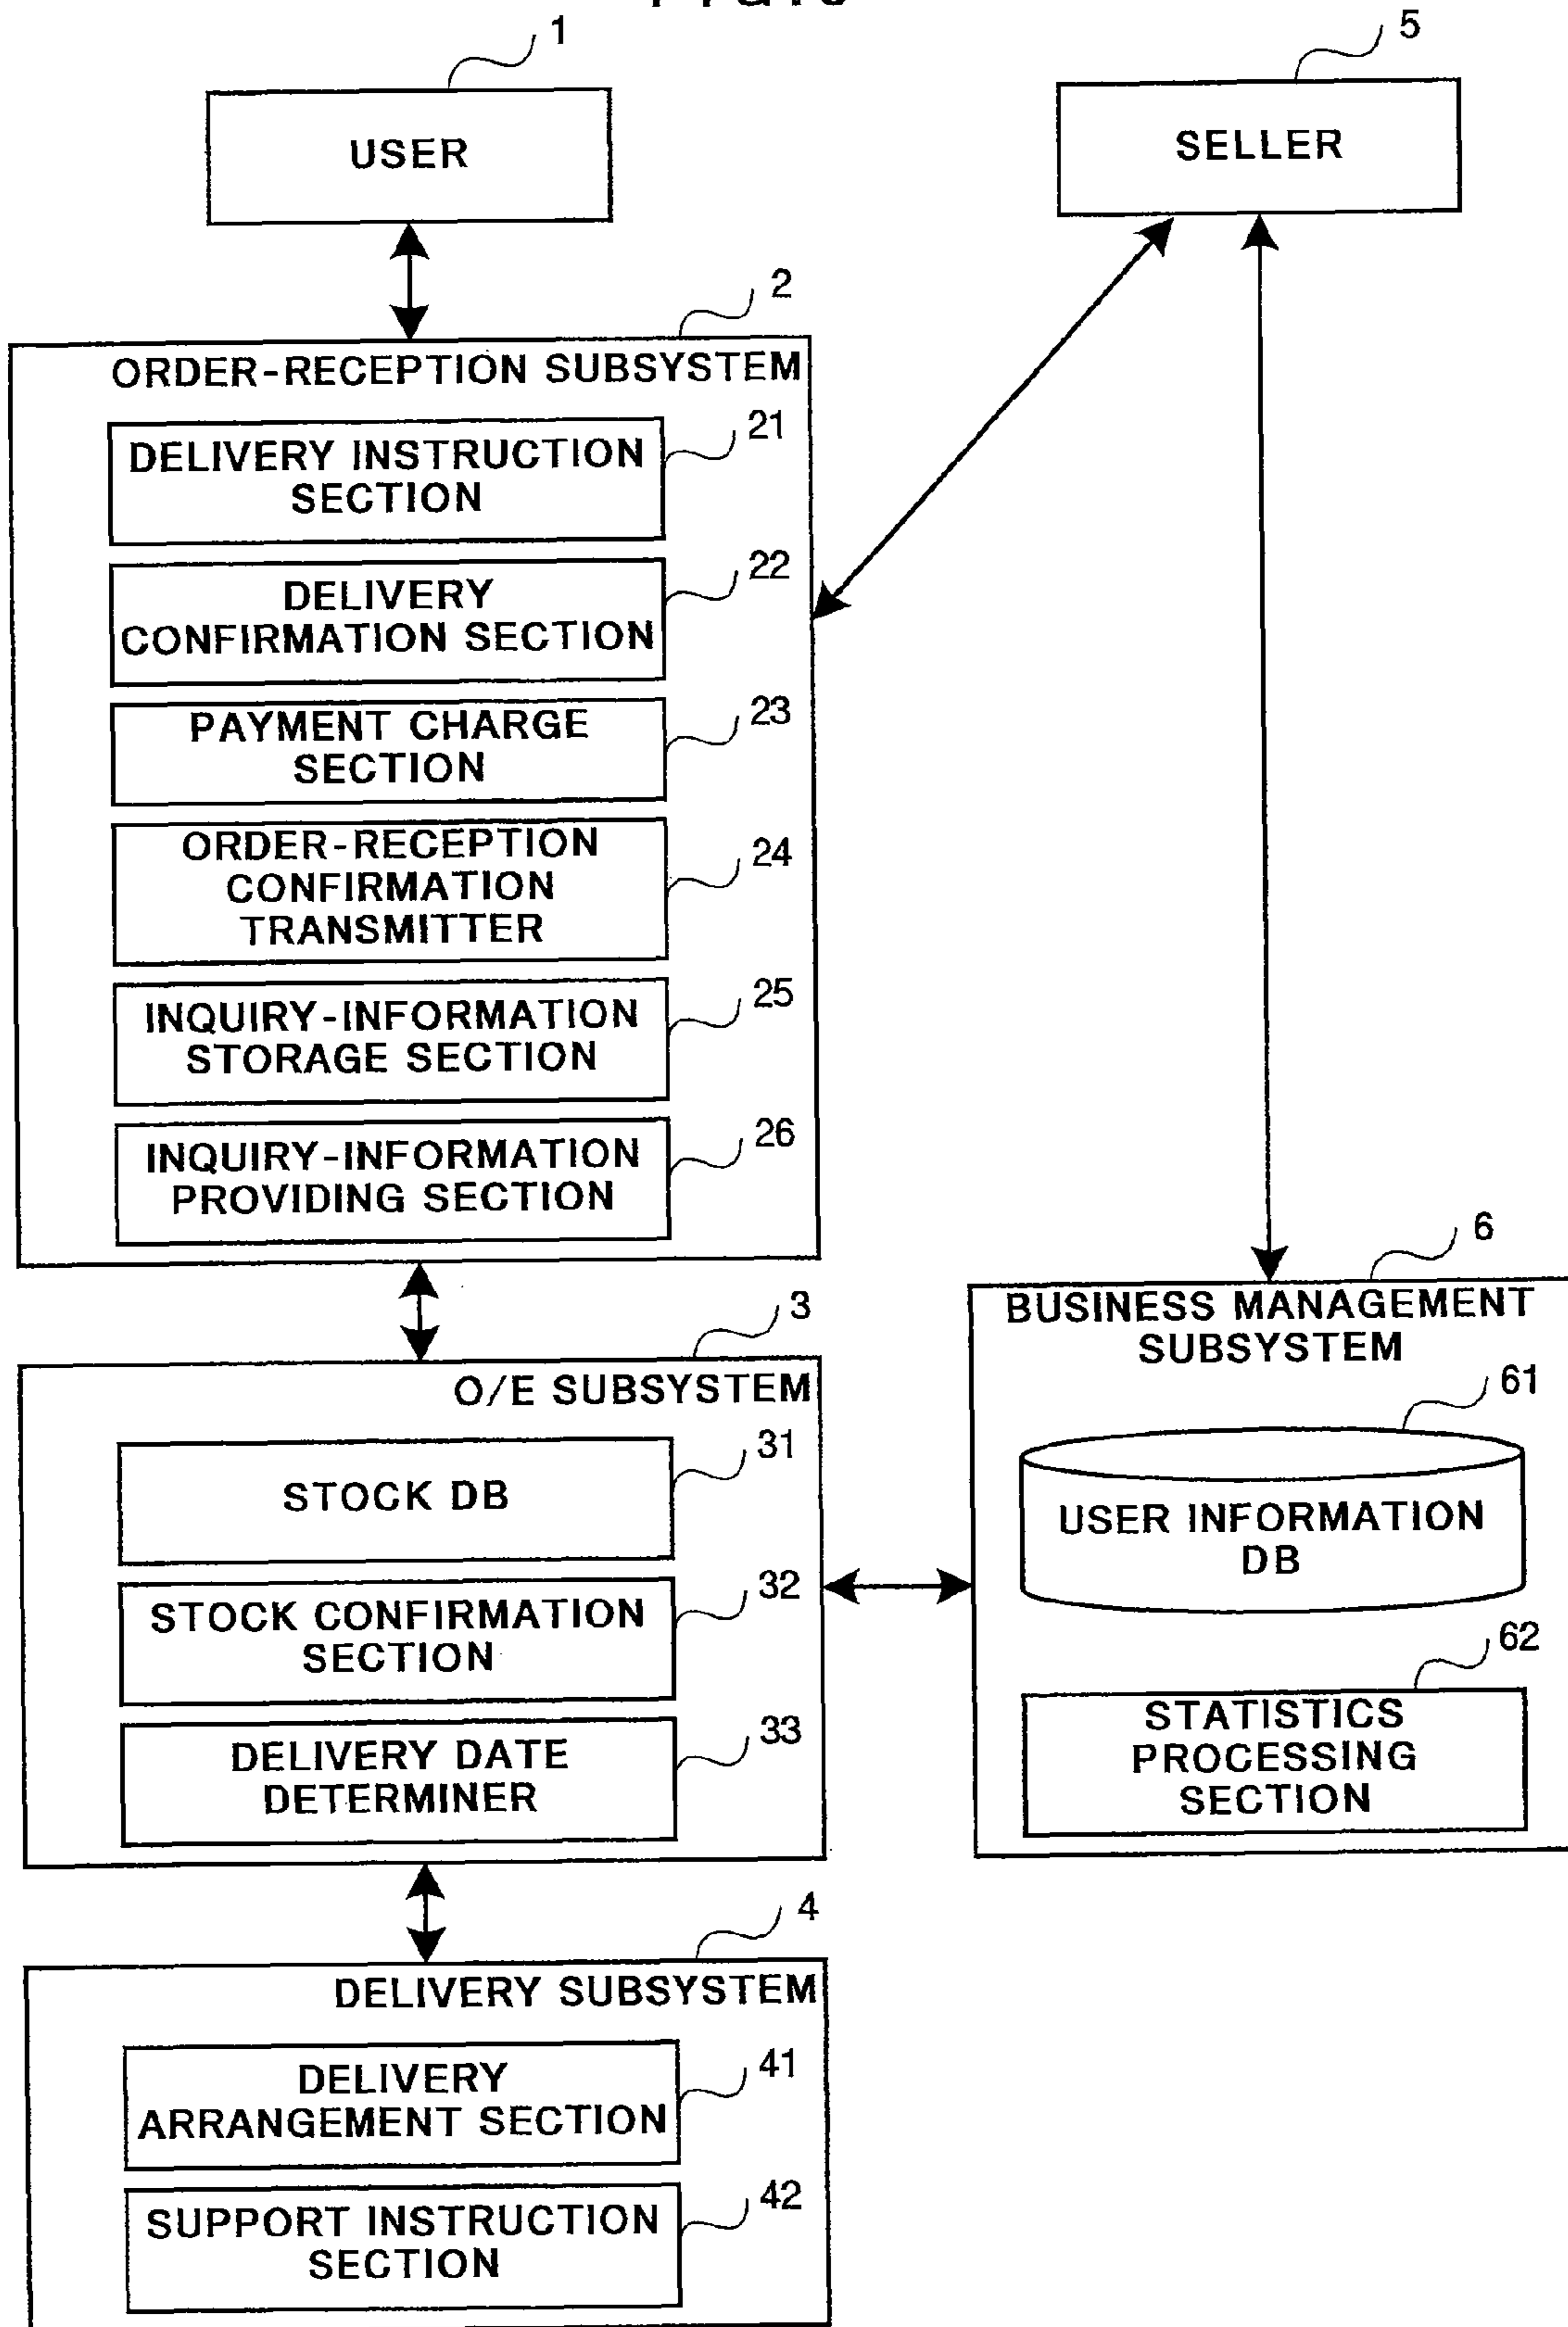 1
USER
5
SELLER
2
ORDER-RECEPTION SUBSYSTEM
21
DELIVERY INSTRUCTION
SECTION
22
DELIVERY
CONFIRMATION SECTION
23
PAYMENT CHARGE
SECTION
24
ORDER-RECEPTION
CONFIRMATION
TRANSMITTER
25
INQUIRY-INFORMATION
STORAGE SECTION
26
INQUIRY-INFORMATION
PROVIDING SECTION
3
O/E SUBSYSTEM
31
STOCK DB
32
STOCK CONFIRMATION
SECTION
33
DELIVERY DATE
DETERMINER
6
BUSINESS MANAGEMENT
SUBSYSTEM
61
USER INFORMATION
DB
62
STATISTICS
PROCESSING
SECTION
4
DELIVERY SUBSYSTEM
41
DELIVERY
ARRANGEMENT SECTION
42
SUPPORT INSTRUCTION
SECTION